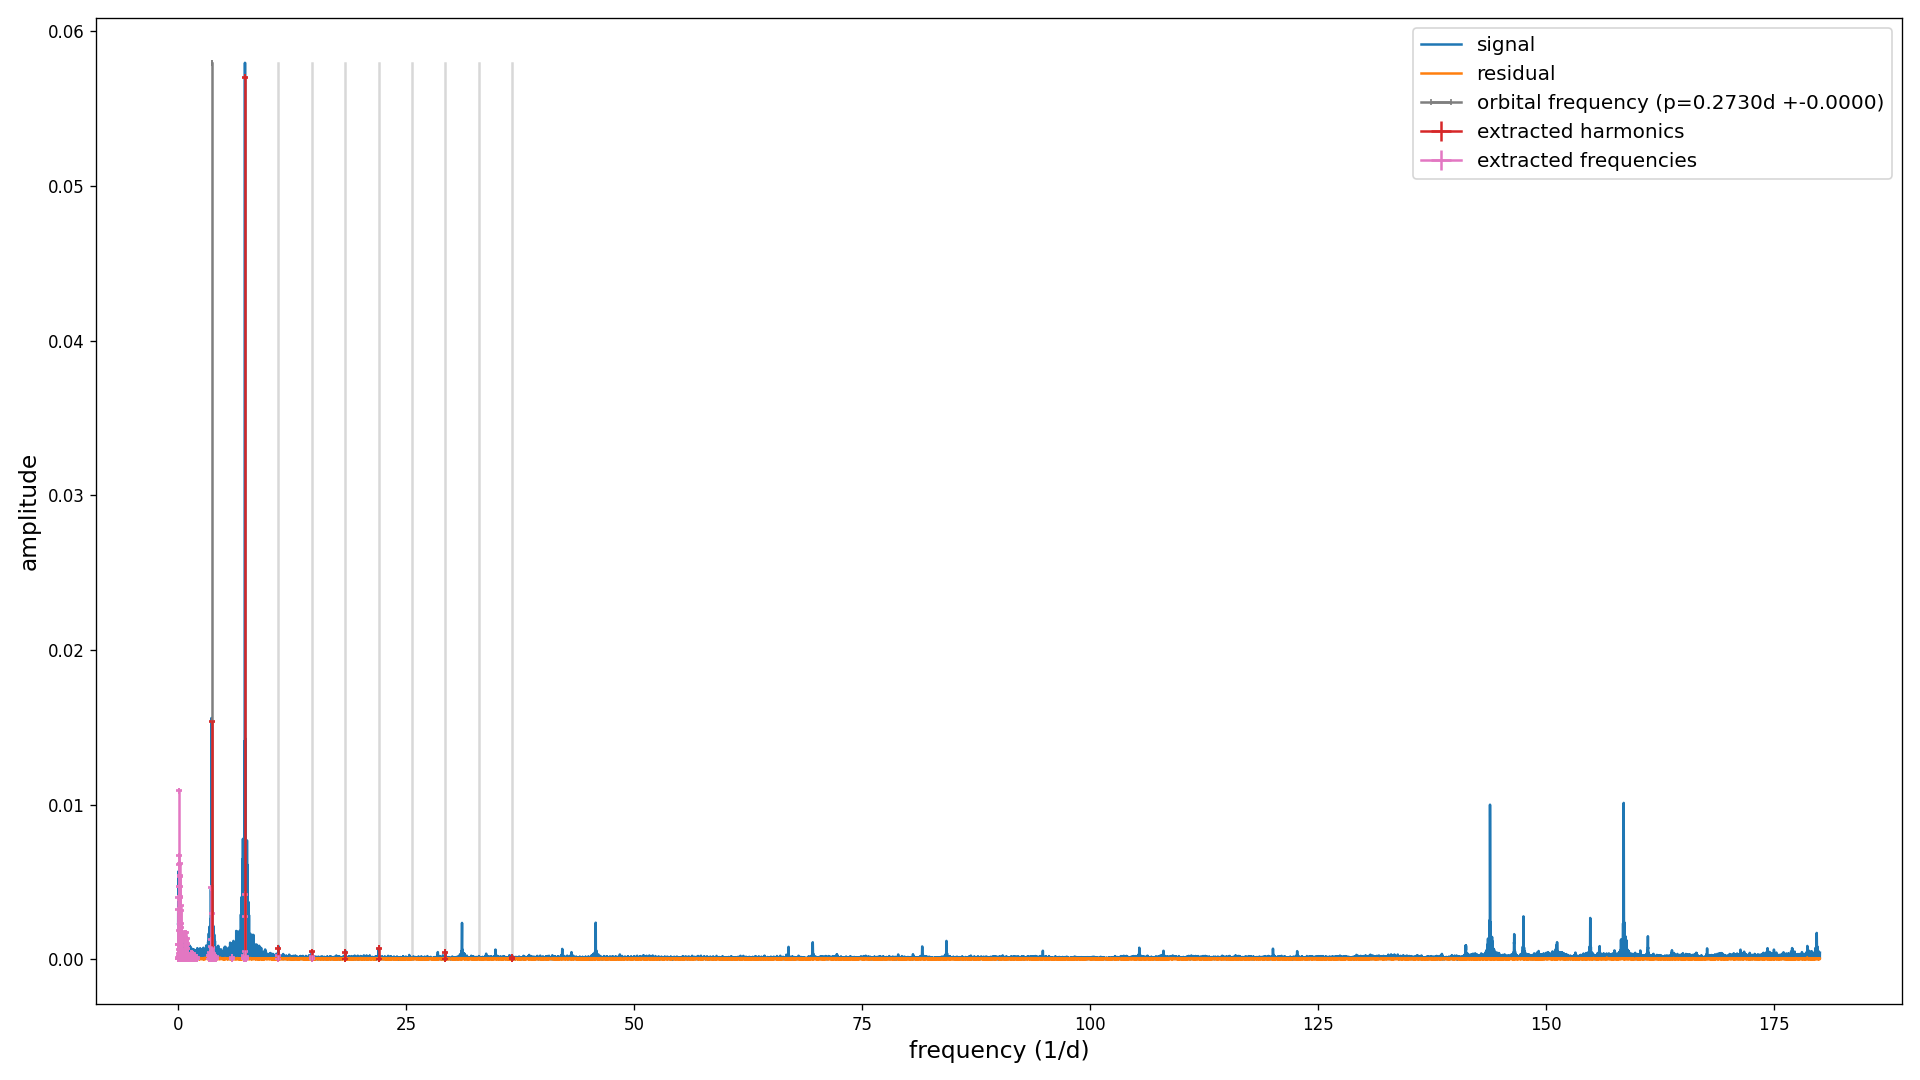 signal
residual
orbital frequency (p=0.2730d +-0.0000)
extracted harmonics
extracted frequencies
amplitude
0.06
0.05
0.04
0.03
0.02
0.01
0.00
0 25 50 75 100 125 150 175
frequency (1/d)